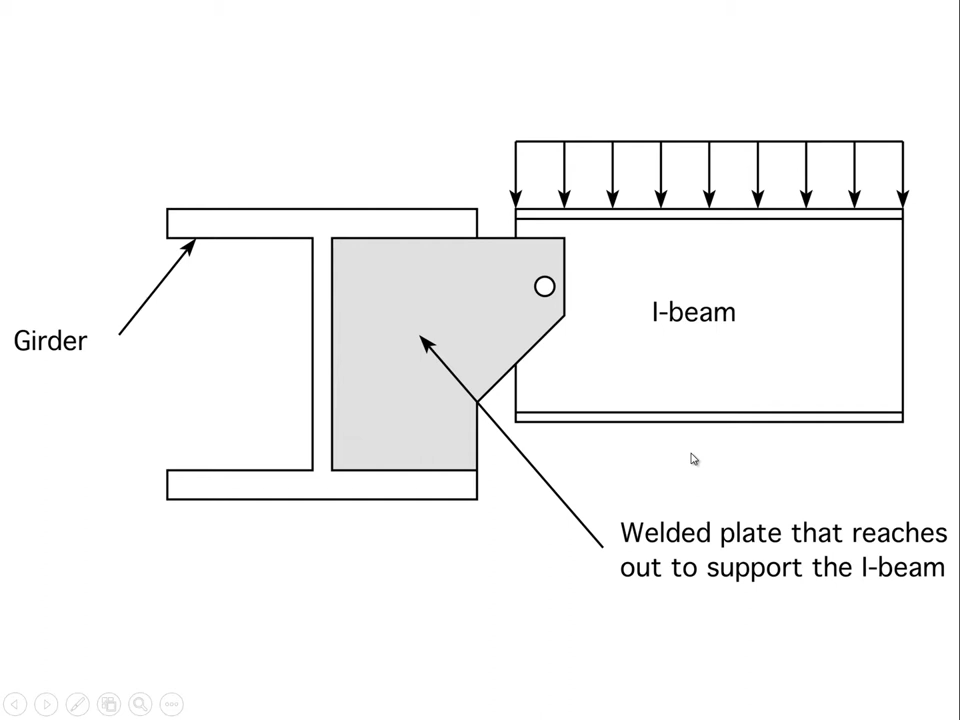 I-beam
Girder
Welded plate that reaches
out to support the I-beam